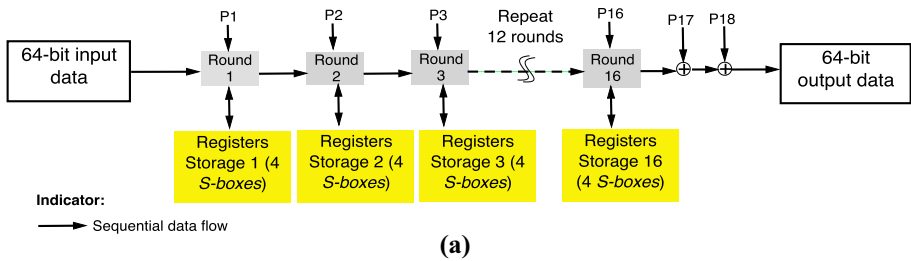 P1
P2
P3
Repeat
12 rounds
P16
P17 P18
64-bit input
data
Round
1
Round
2
Round
3
Round
16
64-bit
output data
Registers
Storage 1 (4
S-boxes)
Registers
Storage 2 (4
S-boxes)
Registers
Storage 3 (4
S-boxes)
Registers
Storage 16
(4 S-boxes)
Indicator:
Sequential data flow
(a)